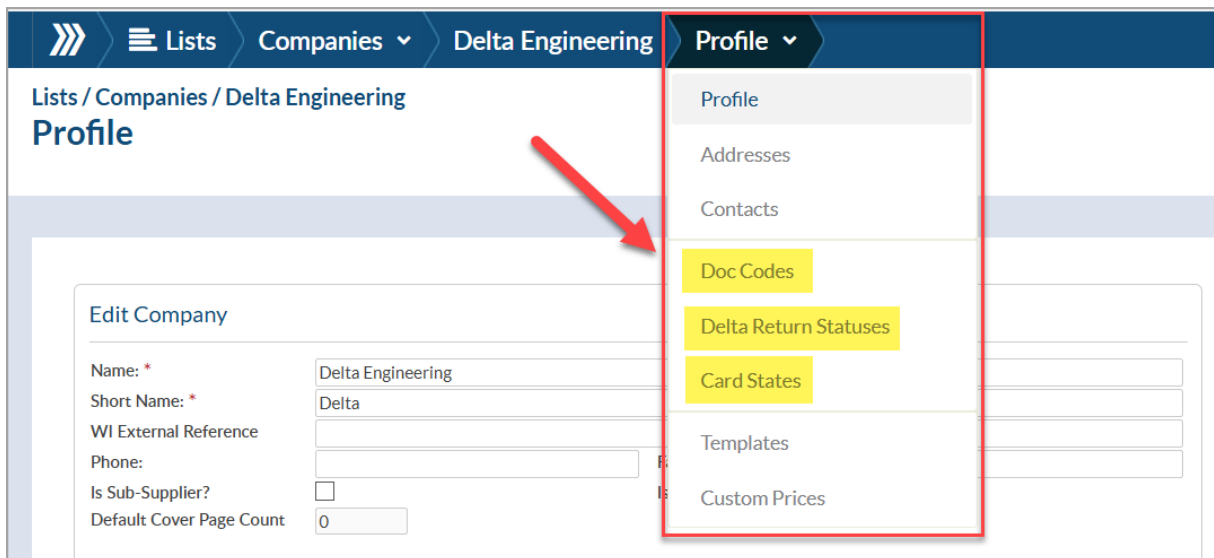 Lists Companies Delta Engineering Profile
Lists / Companies / Delta Engineering
Profile
Profile
Addresses
Contacts
Doc Codes
Delta Return Statuses
Card States
Templates
Custom Prices
Edit Company
Name: * Delta Engineering
Short Name: * Delta
WI External Reference
Phone:
Is Sub-Supplier?
Default Cover Page Count 0